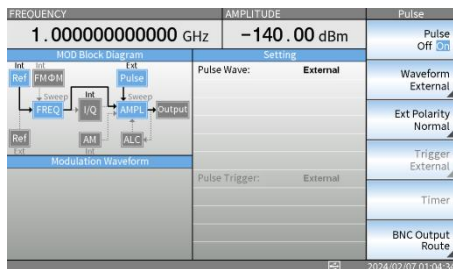 FREQUENCY
AMPLITUDE
Pulse
1.000000000000 GHz
-140.00 dBm
MOD Block Diagram
Setting
Int Int Ext
Ref FMΦM Pulse
Sweep Int Sweep
FREQ I/Q AMPL Output
Ref AM ALC
Ext Int
Modulation Waveform
Pulse Wave: External
Pulse Trigger: External
Pulse
Off On
Waveform
External
Ext Polarity
Normal
Trigger
External
Timer
BNC Output
Route
2024/02/07 01:04:34